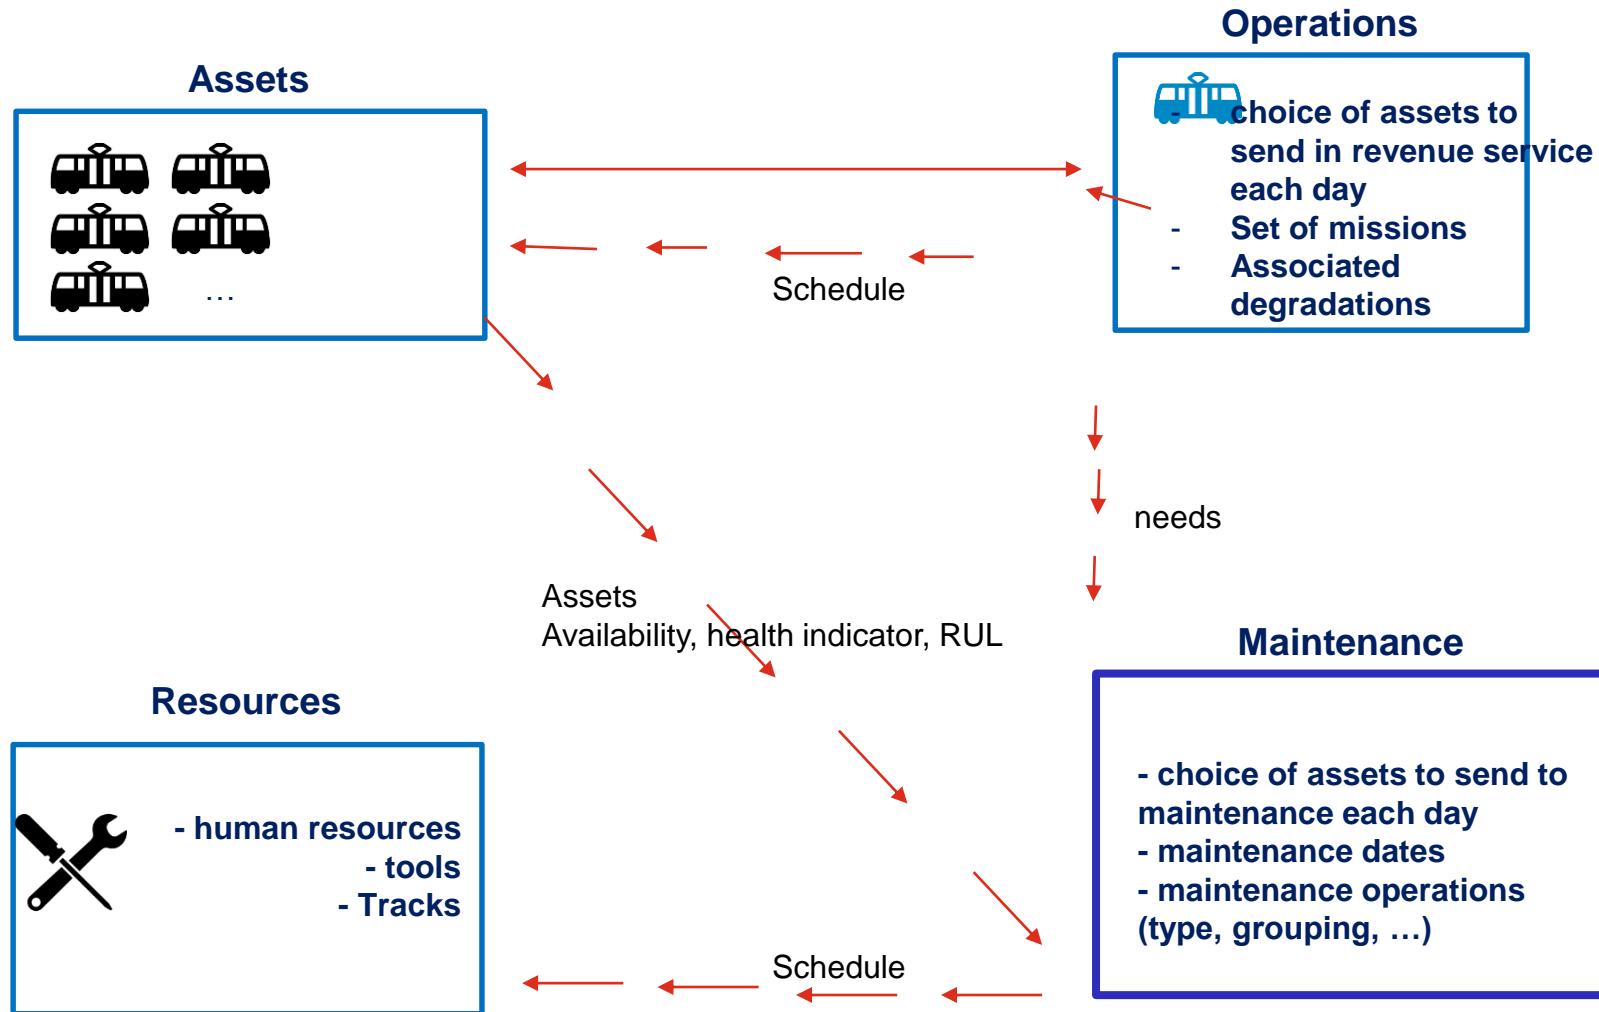 Operations
Assets
- choice of assets to
send in revenue service
each day
- Set of missions
- Associated
degradations
…
Schedule
needs
Assets
Availability, health indicator, RUL
Maintenance
- choice of assets to send to
maintenance each day
- maintenance dates
- maintenance operations
(type, grouping, …)
Resources
- human resources
- tools
- Tracks
Schedule